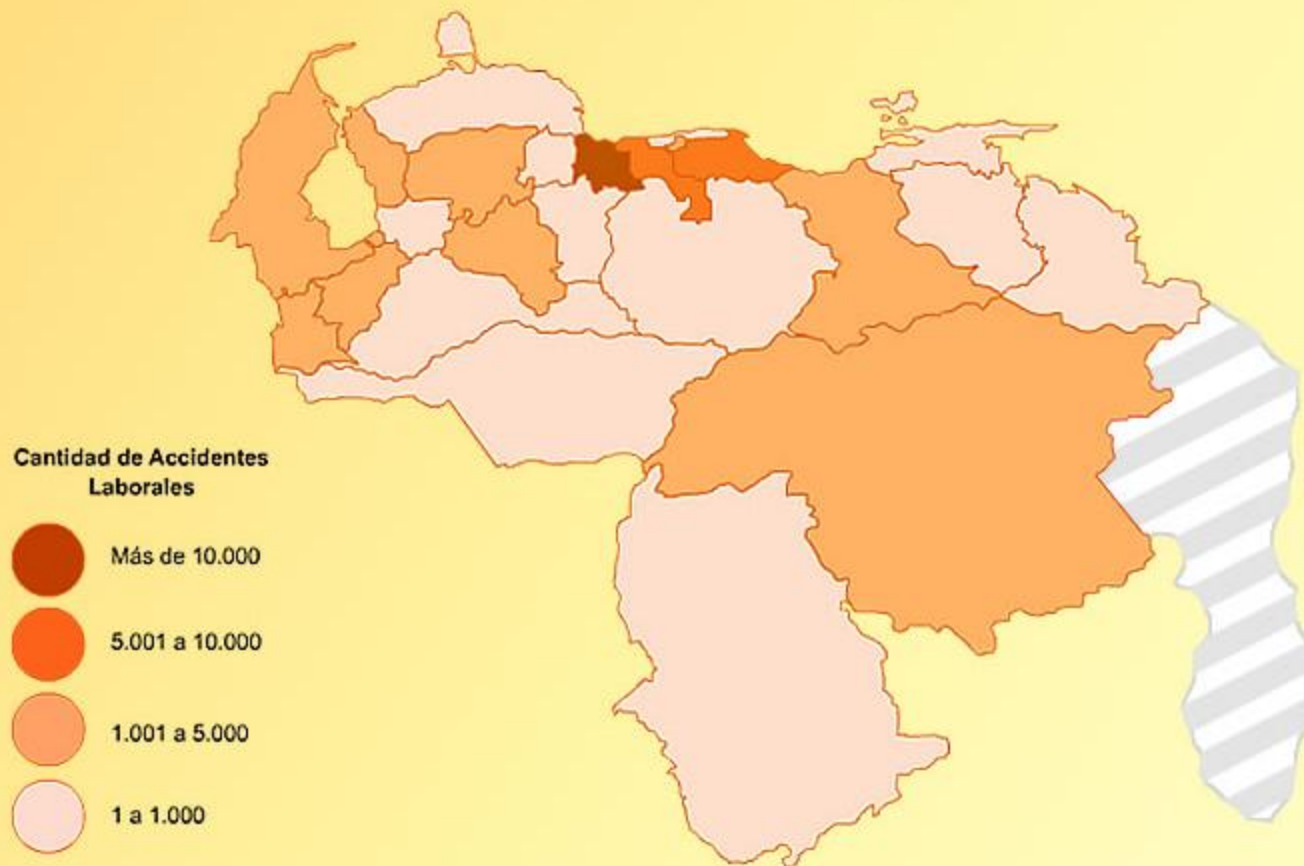 Cantidad de Accidentes
Laborales
Más de 10.000
5.001 a 10.000
1.001 a 5.000
1 a 1.000